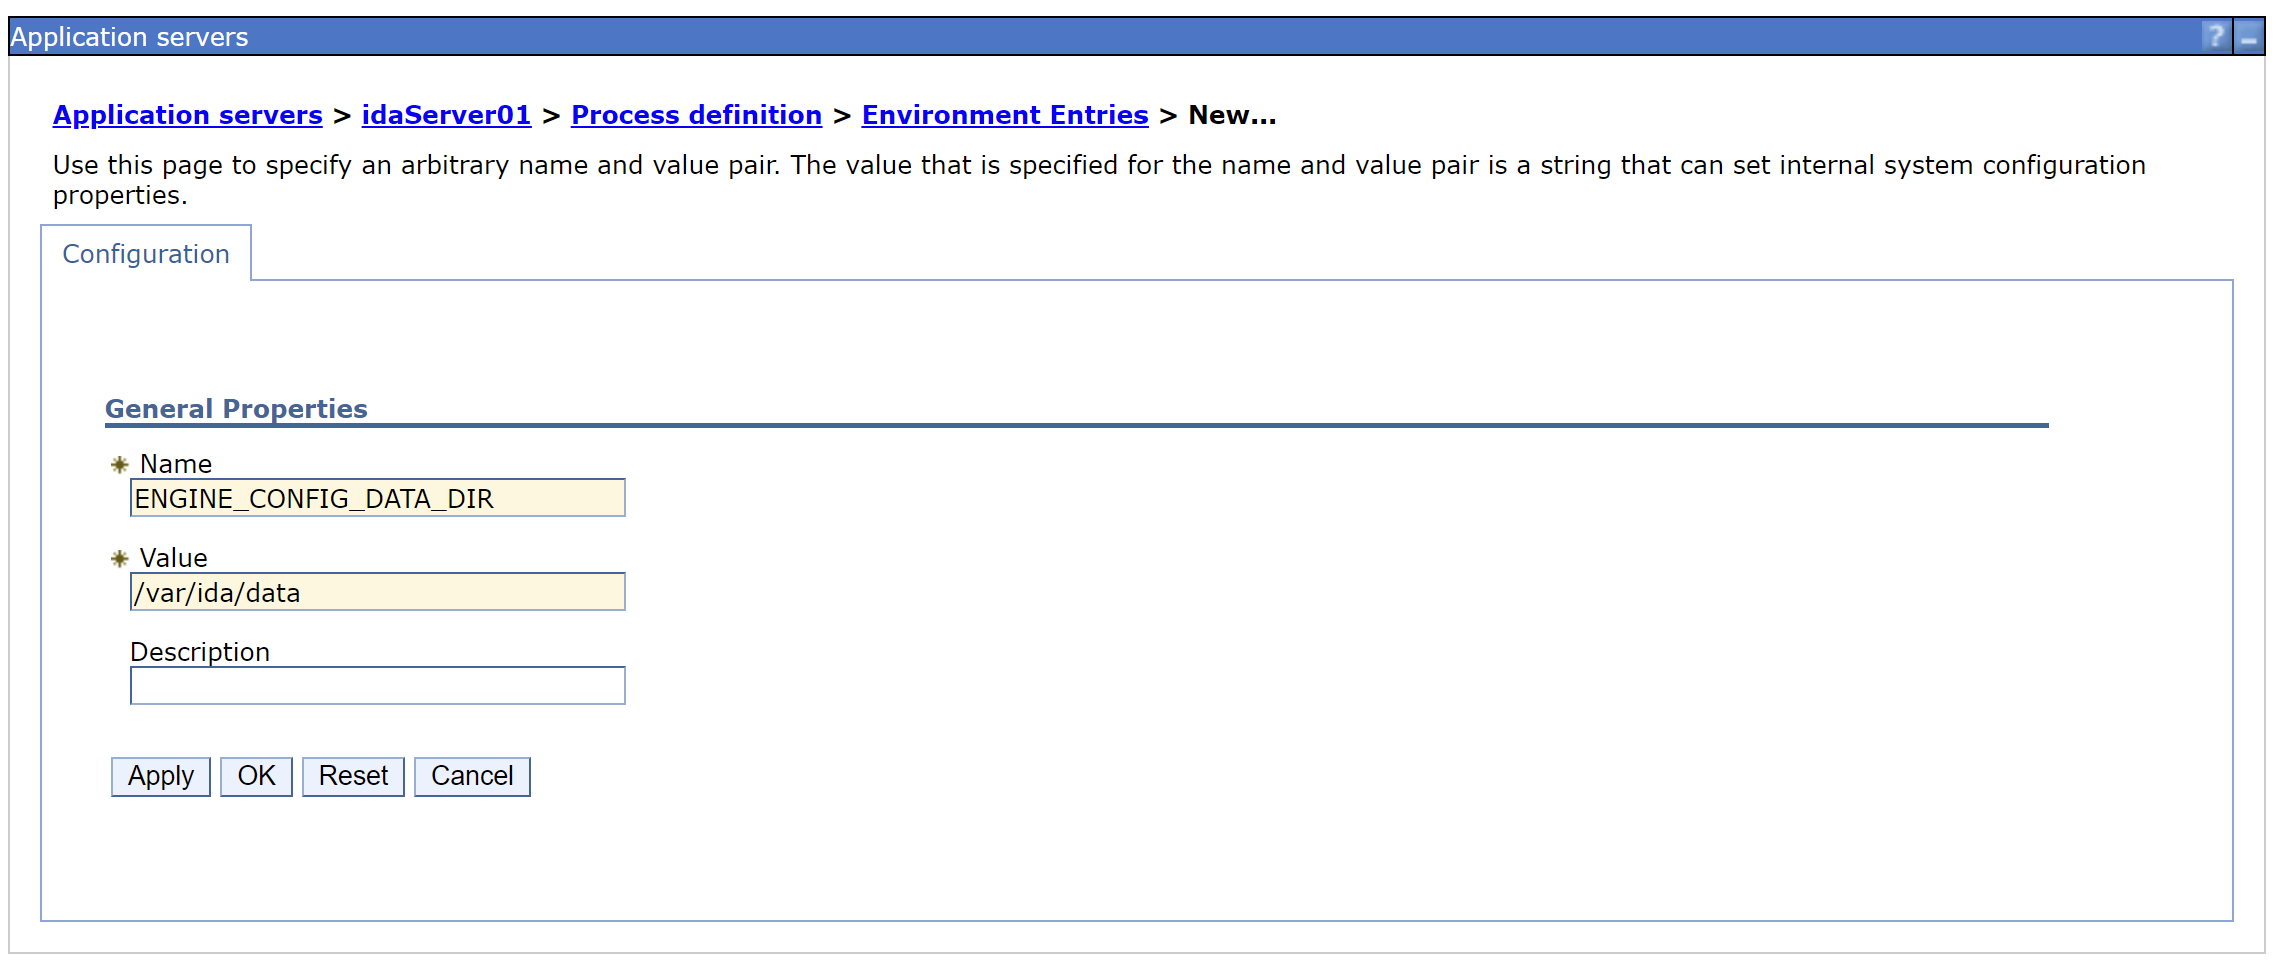 Application servers
Application servers > idaServer01 > Process definition > Environment Entries > New...
Use this page to specify an arbitrary name and value pair. The value that is specified for the name and value pair is a string that can set internal system configuration
properties.
Configuration
General Properties
Name
ENGINE_CONFIG_DATA_DIR
Value
/var/ida/data
Description
Apply OK Reset Cancel